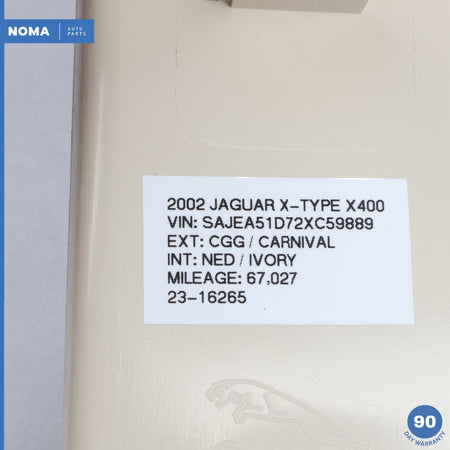 NOMA AUTO PARTS
2002 JAGUAR X-TYPE X400
VIN: SAJEA51D72XC59889
EXT: CGG / CARNIVAL
INT: NED / IVORY
MILEAGE: 67,027
23-16265
90
DAY WARRANTY